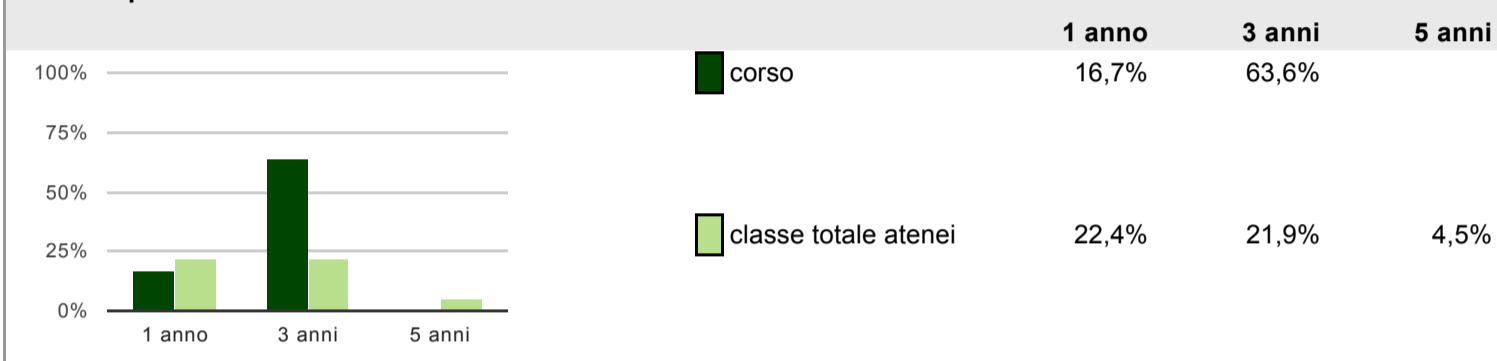 1 anno 3 anni 5 anni
100%
75%
50%
25%
0%
1 anno 3 anni 5 anni
corso 16,7% 63,6%
classe totale atenei 22,4% 21,9% 4,5%